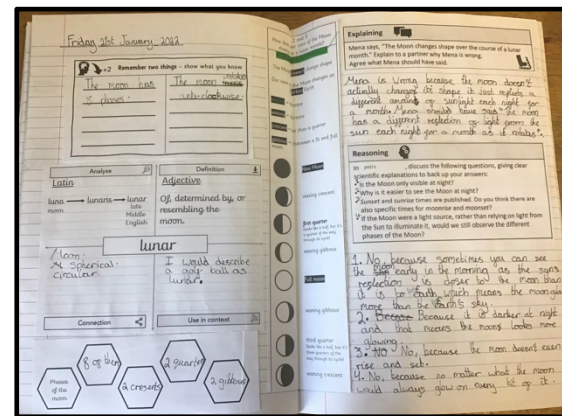 Friday 21st January 2022
+2 Remember two things – show what you know
The moon has
8 phases.
The moon rotates
anti-clockwise.
Analyse
Latin
luna → lunaris → lunar
moon.
late
Middle
English
Definition
Adjective
Of, determined by, or
resembling the
moon.
lunar
Moon.
Spherical.
Circular.
I would describe
a golf ball as
lunar.
Connection
Use in context
Phases
of the
moon.
8 of them
2 cresents
2 quarter
2 gibbous
New Moon
waxing crescent
first quarter
waxing gibbous
Full moon
waning gibbous
third quarter
waning crescent
Explaining
Mena says, “The Moon changes shape over the course of a lunar
month.” Explain to a partner why Mena is wrong.
Agree what Mena should have said.
Mena is wrong because the moon doesn't
actually changes its shape it just reflects a
different amount of sunlight each night for
a month. Mena should have said “the moon
has a different reflection of light from the
sun each night for a month as it rotates”.
Reasoning
In pairs, discuss the following questions, giving clear
scientific explanations to back up your answers:
Is the Moon only visible at night?
Why is it easier to see the Moon at night?
Sunset and sunrise times are published. Do you think there are
also specific times for moonrise and moonset?
If the Moon were a light source, rather than relying on light from
the Sun to illuminate it, would we still observe the different
phases of the Moon?
1. No, because sometimes you can see
the moon early in the morning as the suns
reflection is closer to the moon than
it is to earth which means the moon glows
more than the Earth's sky.
2. Because it is darker at night
and that means the moon looks more
glowing.
3. No, because the moon doesn't even
rise and set.
4. No, because no matter what the moon
would always glow on every bit of it.